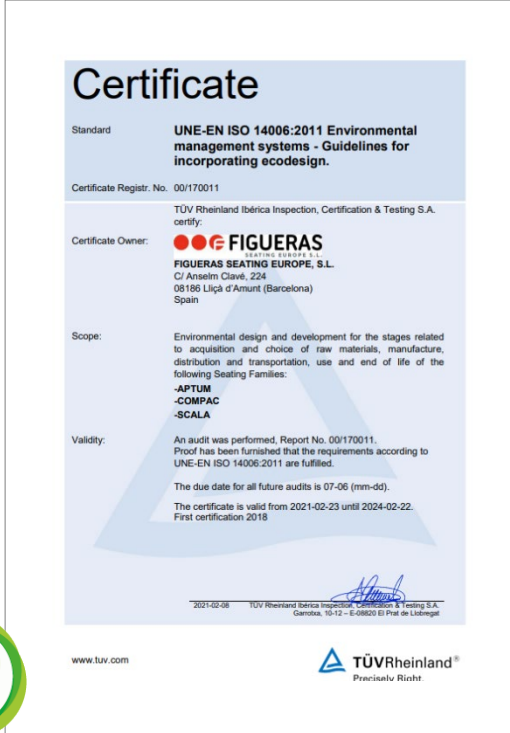 Certificate
Standard UNE-EN ISO 14006:2011 Environmental
management systems - Guidelines for
incorporating ecodesign.
Certificate Registr. No. 00/170011
TÜV Rheinland Ibérica Inspection, Certification & Testing S.A.
certify:
Certificate Owner:
FIGUERAS
SEATING EUROPE S.L.
FIGUERAS SEATING EUROPE, S.L.
C/ Anselm Clavé, 224
08186 Lliçà d'Amunt (Barcelona)
Spain
Scope: Environmental design and development for the stages related
to acquisition and choice of raw materials, manufacture,
distribution and transportation, use and end of life of the
following Seating Families:
-APTUM
-COMPAC
-SCALA
Validity: An audit was performed, Report No. 00/170011.
Proof has been furnished that the requirements according to
UNE-EN ISO 14006:2011 are fulfilled.
The due date for all future audits is 07-06 (mm-dd).
The certificate is valid from 2021-02-23 until 2024-02-22.
First certification 2018
2021-02-08 TÜV Rheinland Ibérica Inspection, Certification & Testing S.A.
Garrotxa, 10-12 – E-08820 El Prat de Llobregat
www.tuv.com
TÜVRheinland®
Precisely Right.